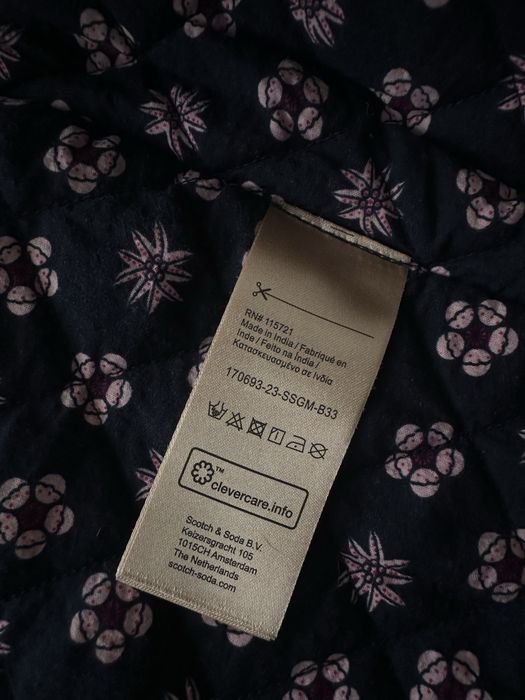 RN# 115721
Made in India / Fabriqué en
Inde / Feito na Índia /
Κατασκευασμένο σε Ινδία
170693-23-SSGM-B33
™
clevercare.info
Scotch & Soda B.V.
Keizersgracht 105
1015CH Amsterdam
The Netherlands
scotch-soda.com